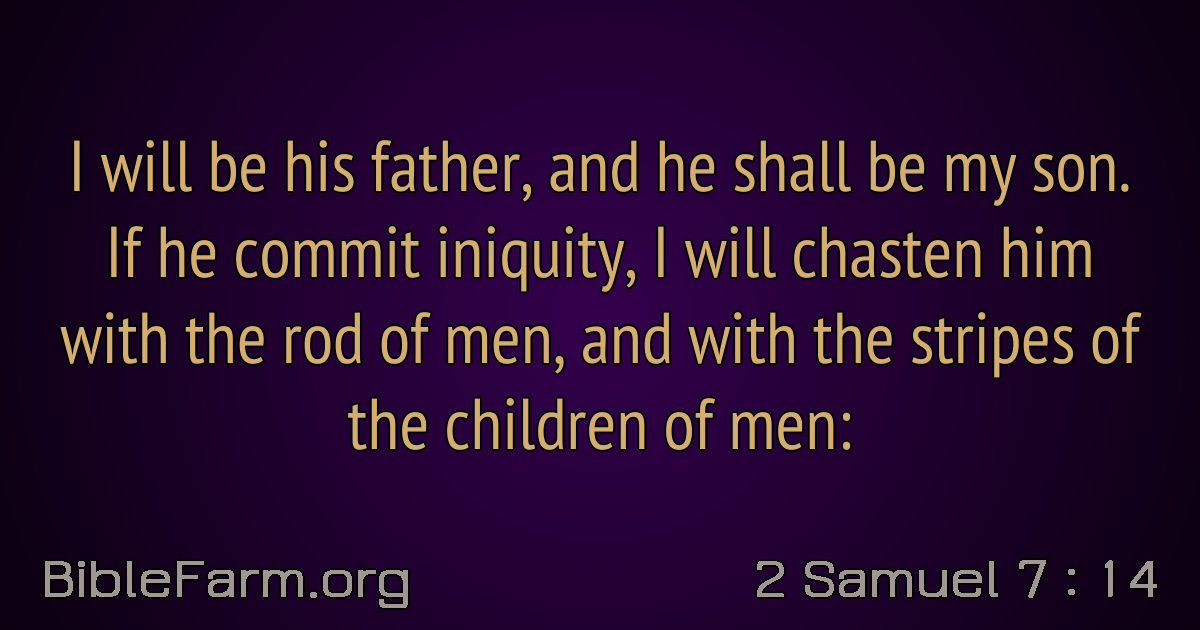 I will be his father, and he shall be my son.
If he commit iniquity, I will chasten him
with the rod of men, and with the stripes of
the children of men:
BibleFarm.org
2 Samuel 7 : 14